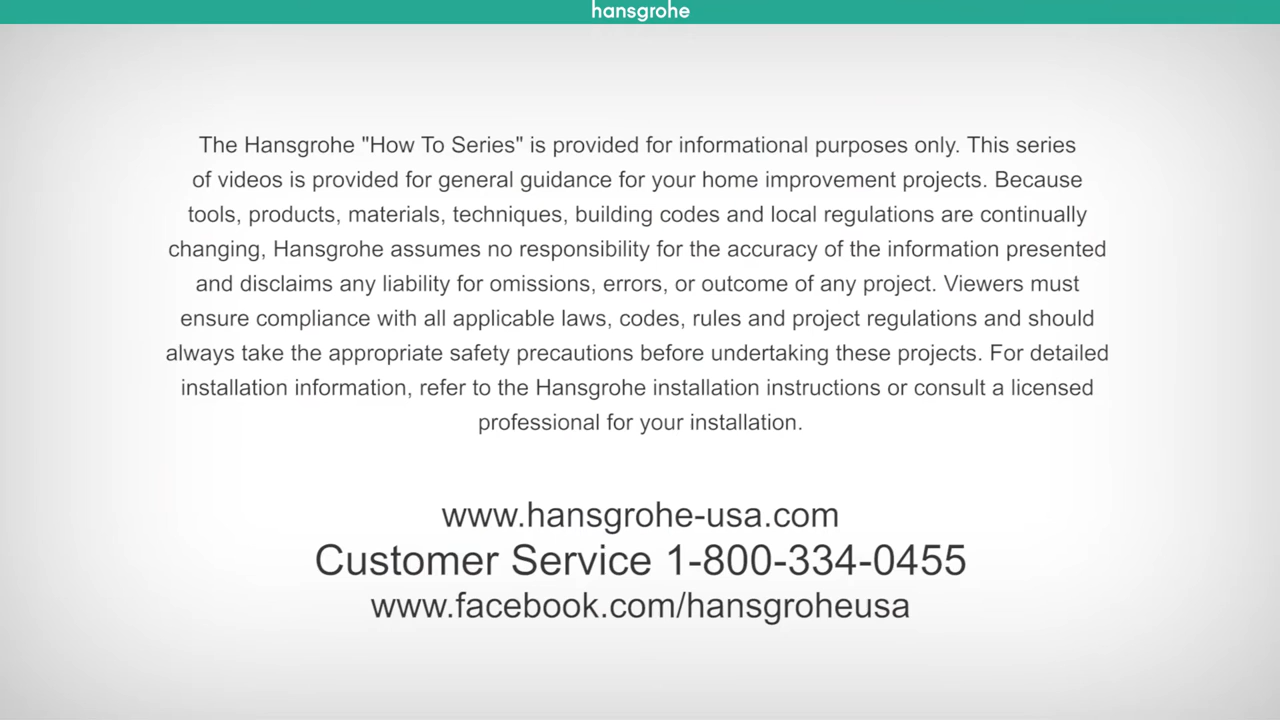 hansgrohe
The Hansgrohe "How To Series" is provided for informational purposes only. This series
of videos is provided for general guidance for your home improvement projects. Because
tools, products, materials, techniques, building codes and local regulations are continually
changing, Hansgrohe assumes no responsibility for the accuracy of the information presented
and disclaims any liability for omissions, errors, or outcome of any project. Viewers must
ensure compliance with all applicable laws, codes, rules and project regulations and should
always take the appropriate safety precautions before undertaking these projects. For detailed
installation information, refer to the Hansgrohe installation instructions or consult a licensed
professional for your installation.
www.hansgrohe-usa.com
Customer Service 1-800-334-0455
www.facebook.com/hansgroheusa